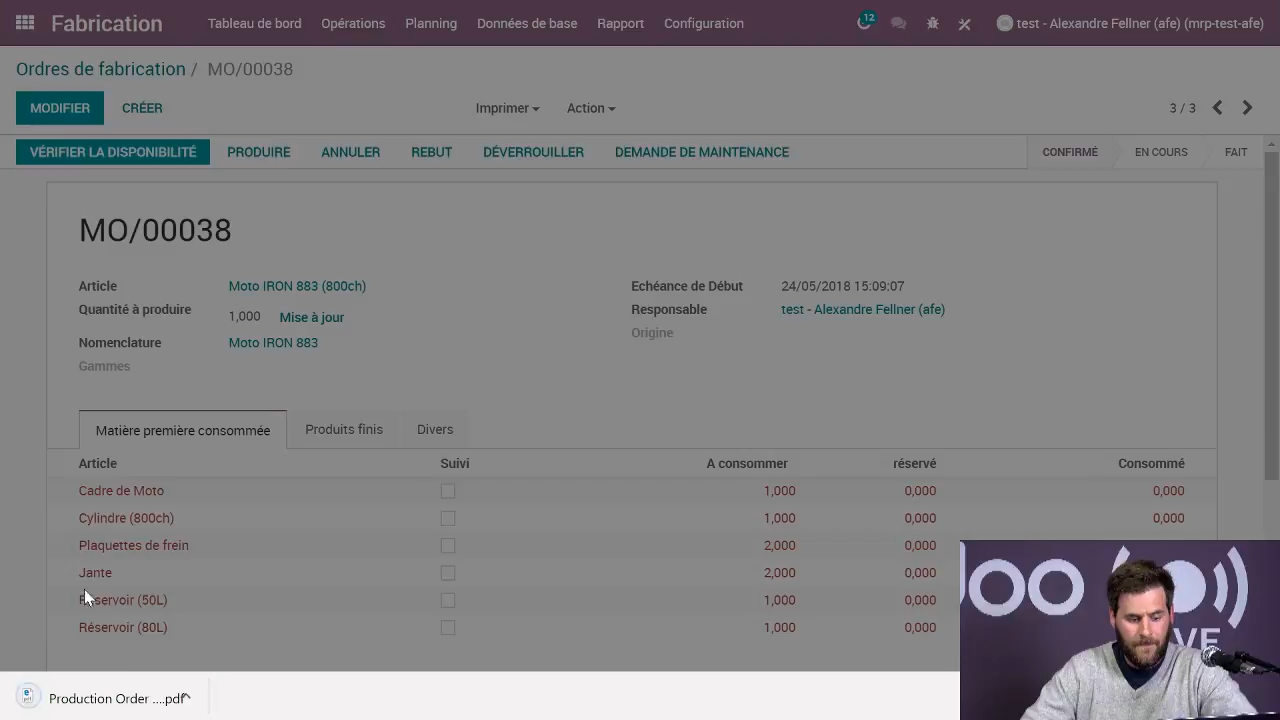 Fabrication Tableau de bord Opérations Planning Données de base Rapport Configuration 12 test - Alexandre Fellner (afe) (mrp-test-afe)
Ordres de fabrication / MO/00038
MODIFIER CRÉER Imprimer Action 3 / 3
VÉRIFIER LA DISPONIBILITÉ PRODUIRE ANNULER REBUT DÉVERROUILLER DEMANDE DE MAINTENANCE CONFIRMÉ EN COURS FAIT
MO/00038
Article Moto IRON 883 (800ch) Echéance de Début 24/05/2018 15:09:07
Quantité à produire 1,000 Mise à jour Responsable test - Alexandre Fellner (afe)
Origine
Nomenclature Moto IRON 883
Gammes
Matière première consommée Produits finis Divers
Article Suivi A consommer réservé Consommé
Cadre de Moto 1,000 0,000 0,000
Cylindre (800ch) 1,000 0,000 0,000
Plaquettes de frein 2,000 0,000
Jante 2,000 0,000
Réservoir (50L) 1,000 0,000
Réservoir (80L) 1,000 0,000
Production Order ....pdf